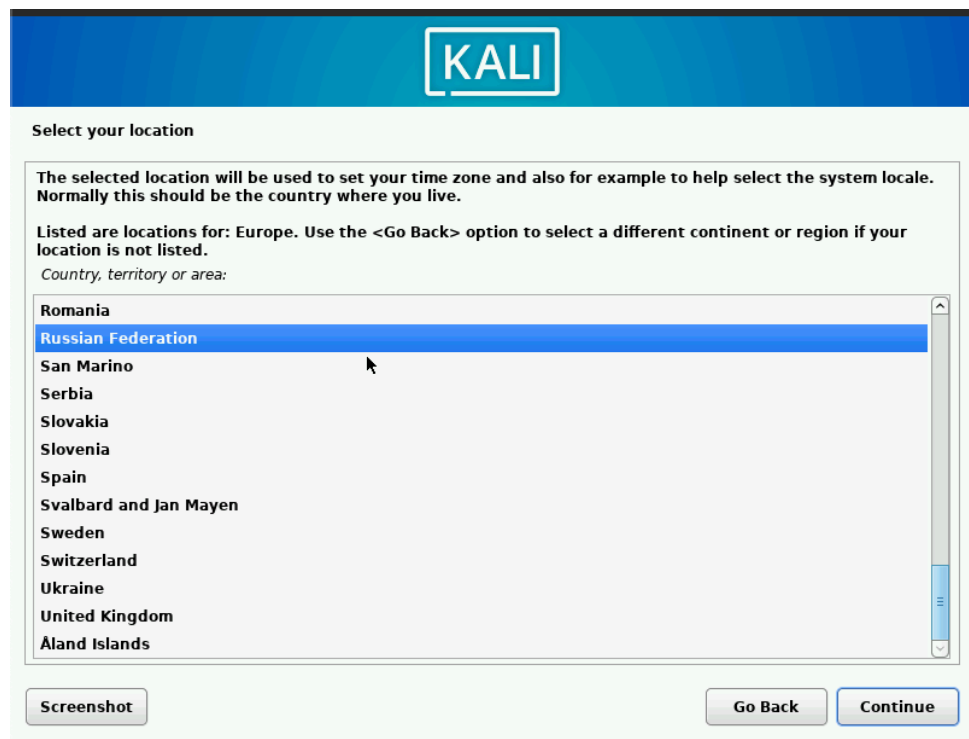 KALI
Select your location
The selected location will be used to set your time zone and also for example to help select the system locale.
Normally this should be the country where you live.
Listed are locations for: Europe. Use the <Go Back> option to select a different continent or region if your
location is not listed.
Country, territory or area:
Romania
Russian Federation
San Marino
Serbia
Slovakia
Slovenia
Spain
Svalbard and Jan Mayen
Sweden
Switzerland
Ukraine
United Kingdom
Åland Islands
Screenshot
Go Back
Continue